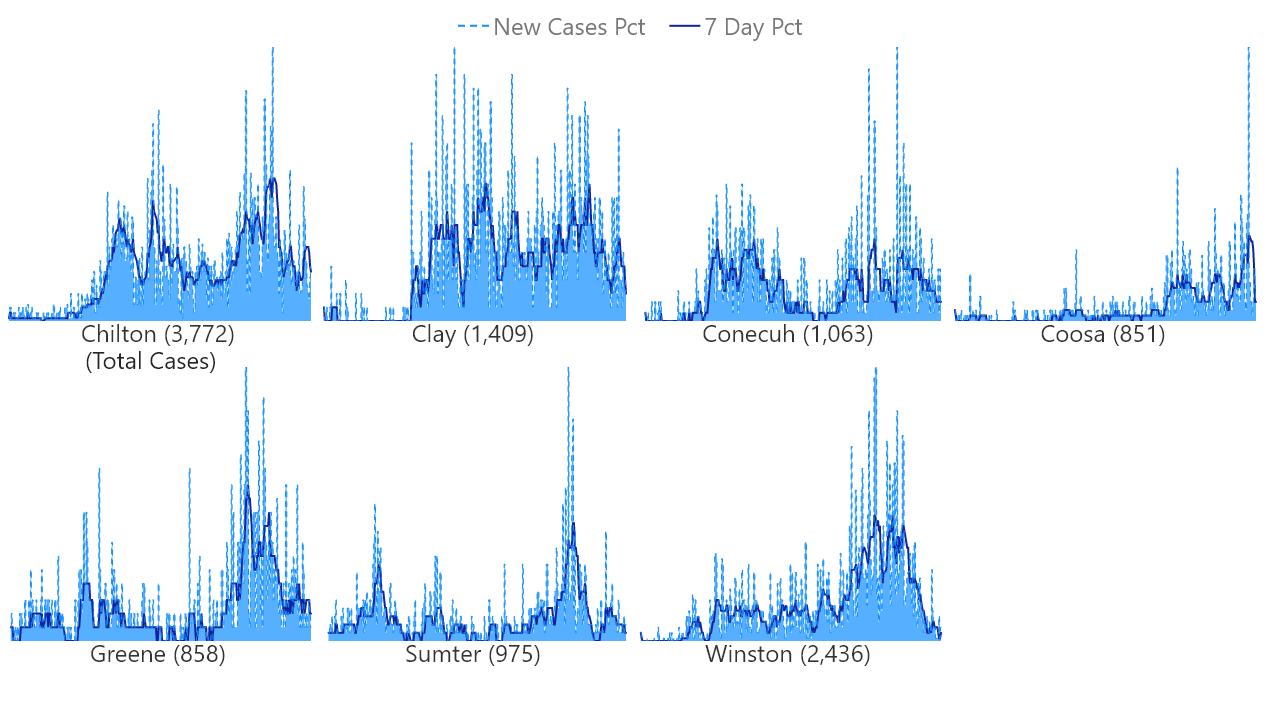 New Cases Pct 7 Day Pct
Chilton (3,772) Clay (1,409) Conecuh (1,063) Coosa (851)
(Total Cases)
Greene (858) Sumter (975) Winston (2,436)